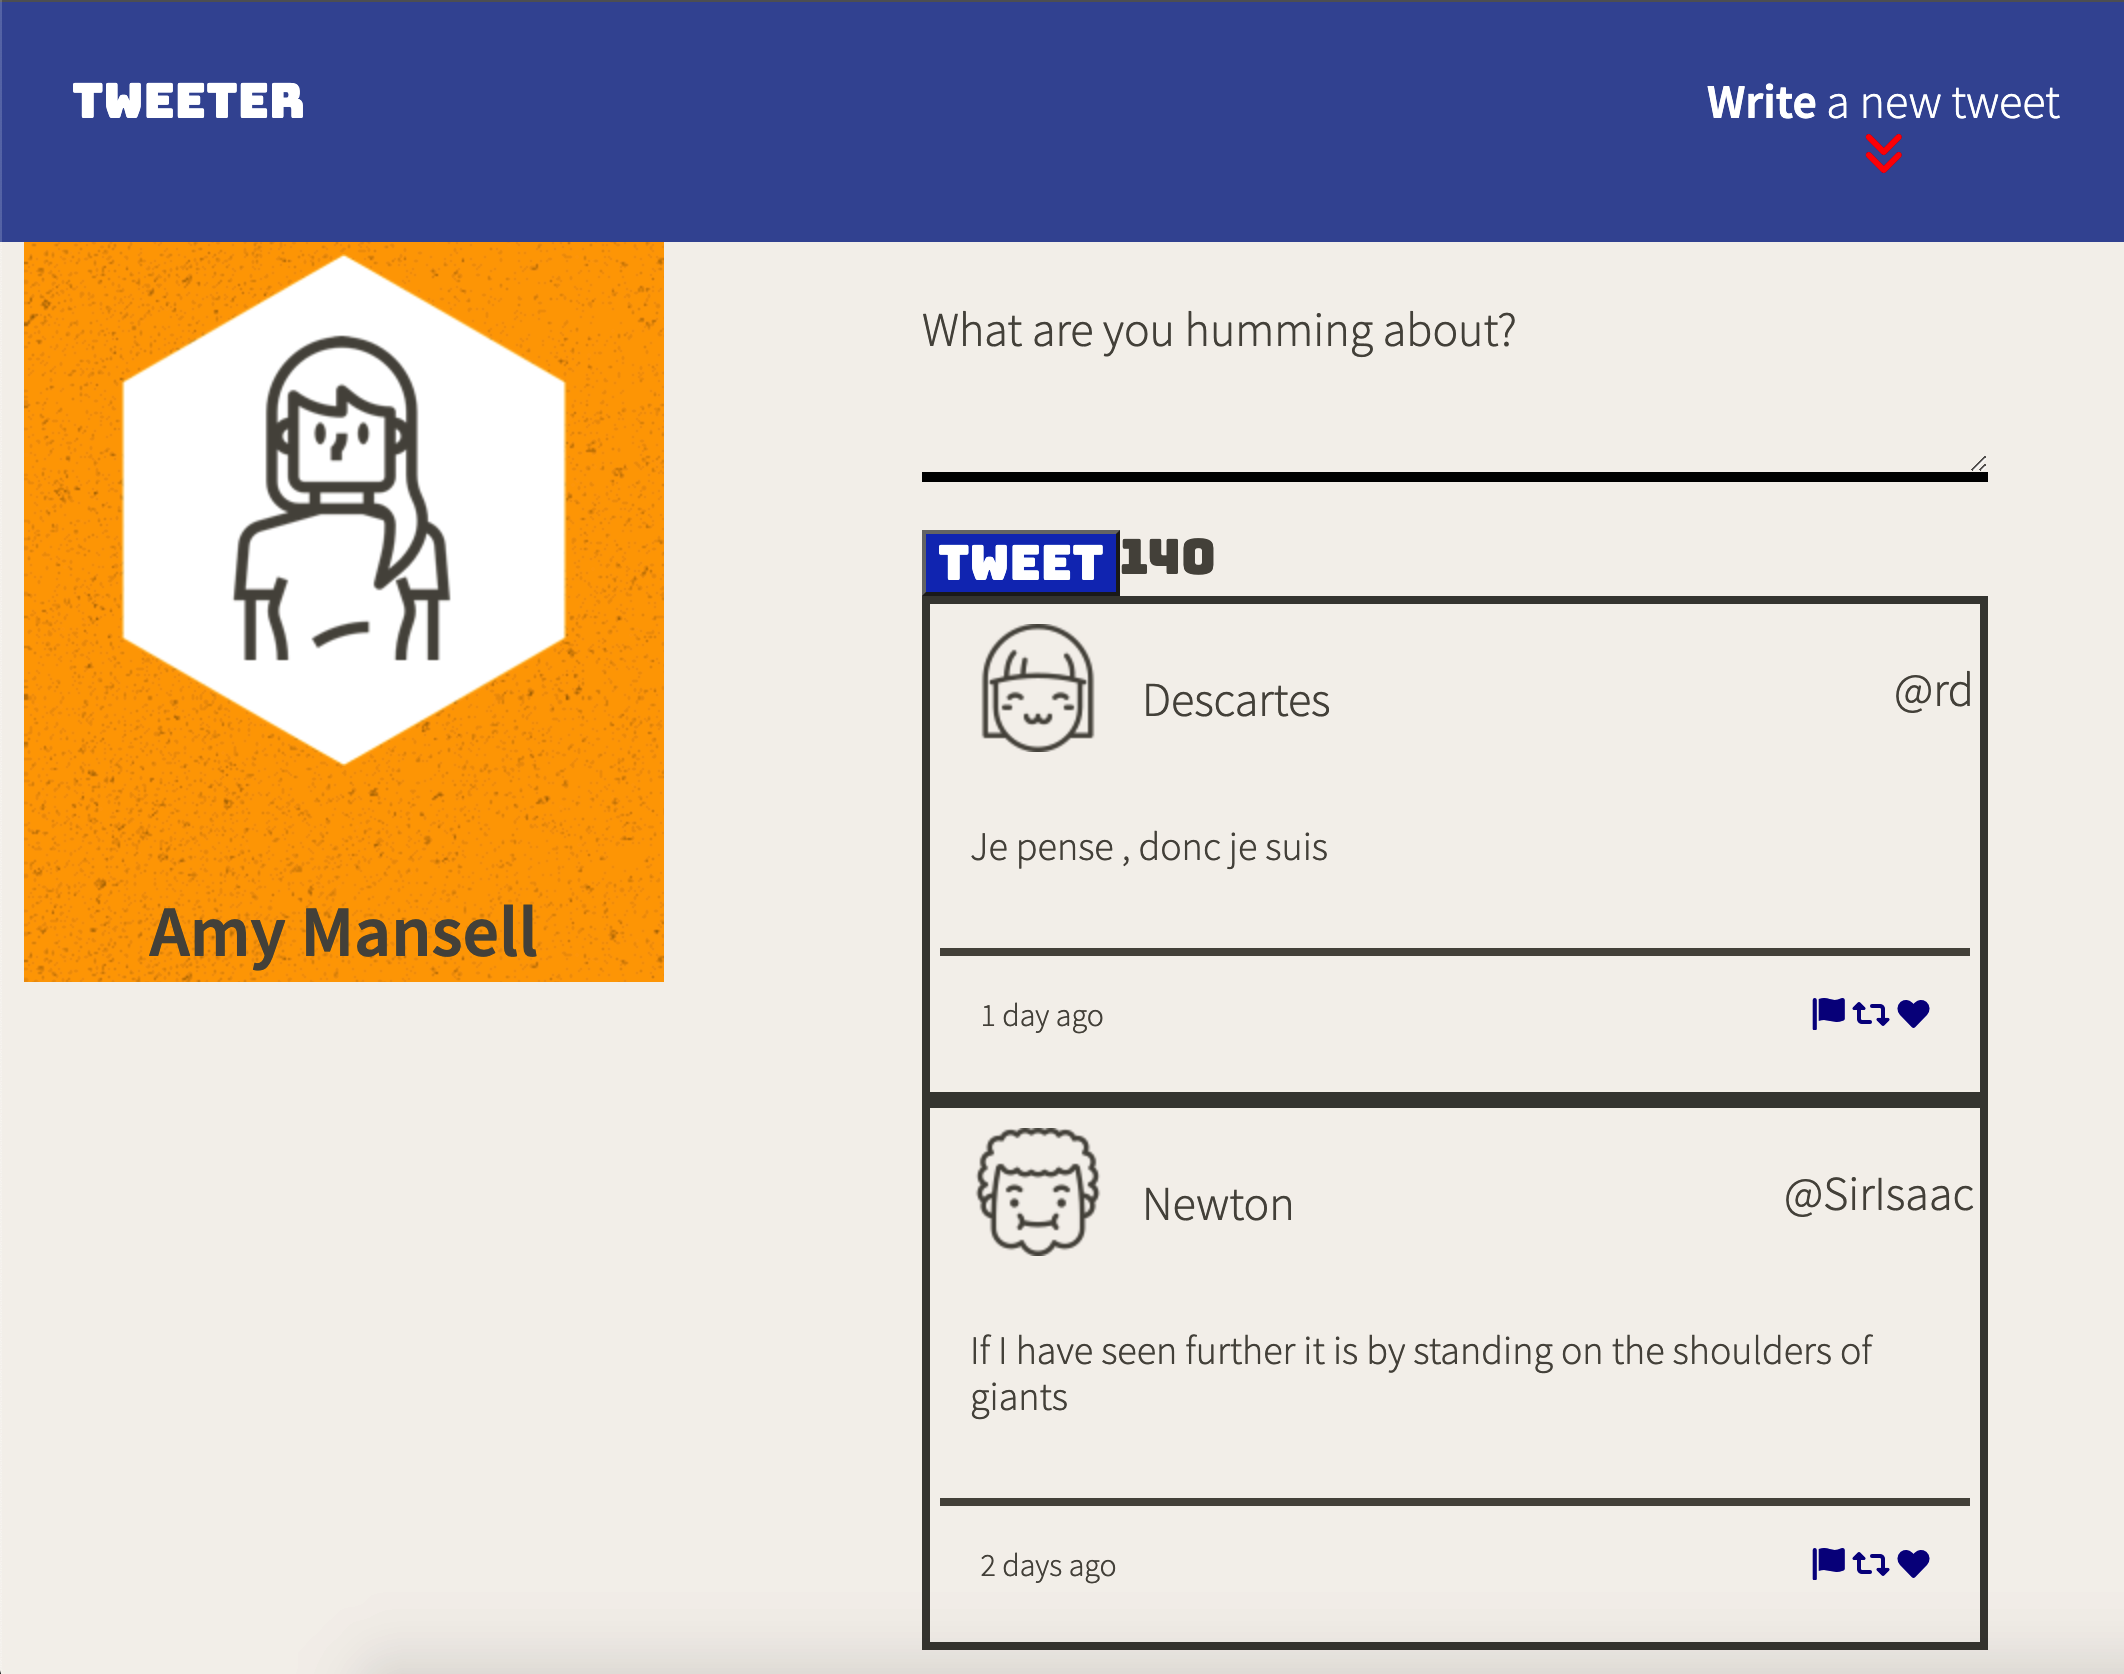 TWEETER
Write a new tweet
Amy Mansell
What are you humming about?
TWEET 140
Descartes @rd
Je pense , donc je suis
1 day ago
Newton @SirIsaac
If I have seen further it is by standing on the shoulders of
giants
2 days ago